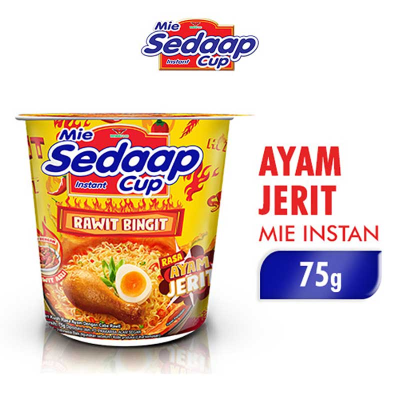 Mie
Sedaap
Instant
Cup
Mie
Sedaap
Instant
Cup
RAWIT BINGIT
RASA
AYAM
JERIT
AYAM
JERIT
MIE INSTAN
75g